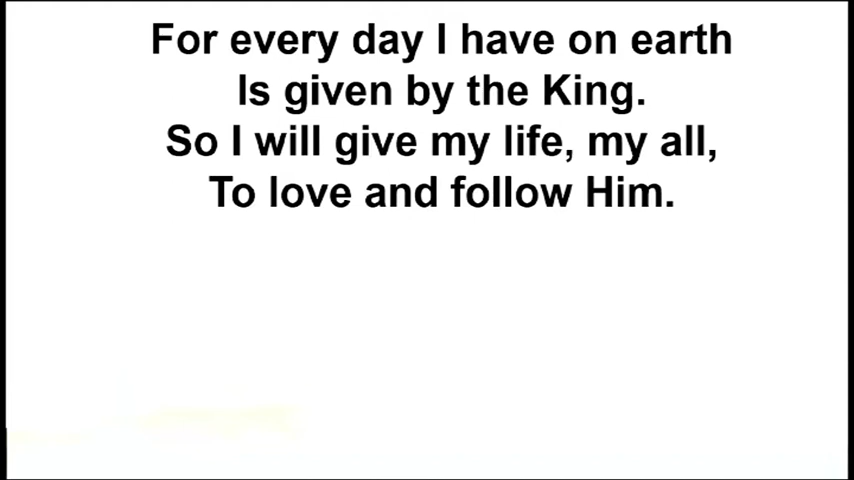 For every day I have on earth
Is given by the King.
So I will give my life, my all,
To love and follow Him.